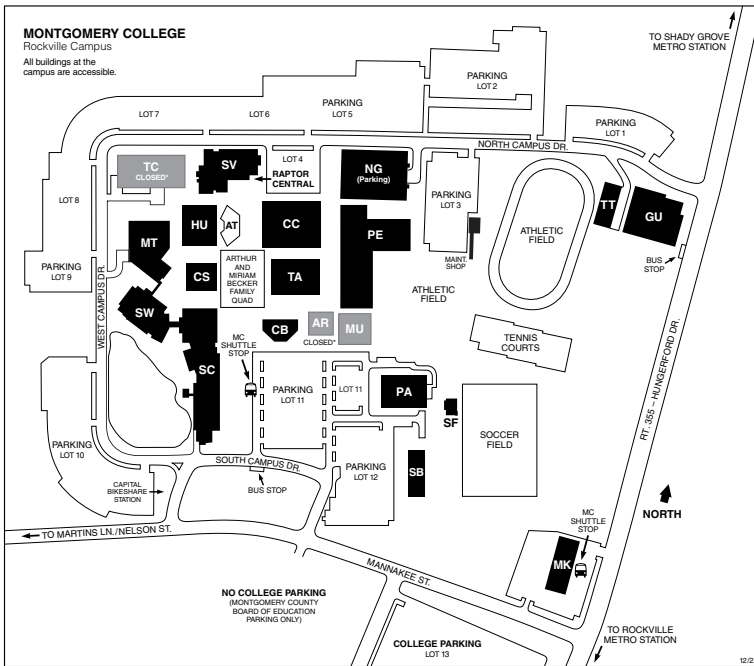 MONTGOMERY COLLEGE
Rockville Campus
All buildings at the
campus are accessible.
TO SHADY GROVE
METRO STATION
PARKING
LOT 2
PARKING
LOT 5
LOT 7
LOT 6
PARKING
LOT 1
NORTH CAMPUS DR.
TC
CLOSED*
SV
LOT 4
RAPTOR
CENTRAL
NG
(Parking)
PARKING
LOT 3
TT
GU
LOT 8
HU
AT
CC
PE
ATHLETIC
FIELD
BUS
STOP
MT
MAINT.
SHOP
PARKING
LOT 9
CS
ARTHUR
AND
MIRIAM
BECKER
FAMILY
QUAD
TA
ATHLETIC
FIELD
WEST CAMPUS DR.
SW
CB
AR
MU
CLOSED*
TENNIS
COURTS
MC
SHUTTLE
STOP
SC
PARKING
LOT 11
LOT 11
PA
SF
RT. 355 – HUNGERFORD DR.
SOCCER
FIELD
PARKING
LOT 10
SOUTH CAMPUS DR.
PARKING
LOT 12
SB
CAPITAL
BIKESHARE
STATION
BUS STOP
NORTH
MC
SHUTTLE
STOP
TO MARTINS LN./NELSON ST.
MK
MANNAKEE ST.
NO COLLEGE PARKING
(MONTGOMERY COUNTY
BOARD OF EDUCATION
PARKING ONLY)
TO ROCKVILLE
METRO STATION
COLLEGE PARKING
LOT 13